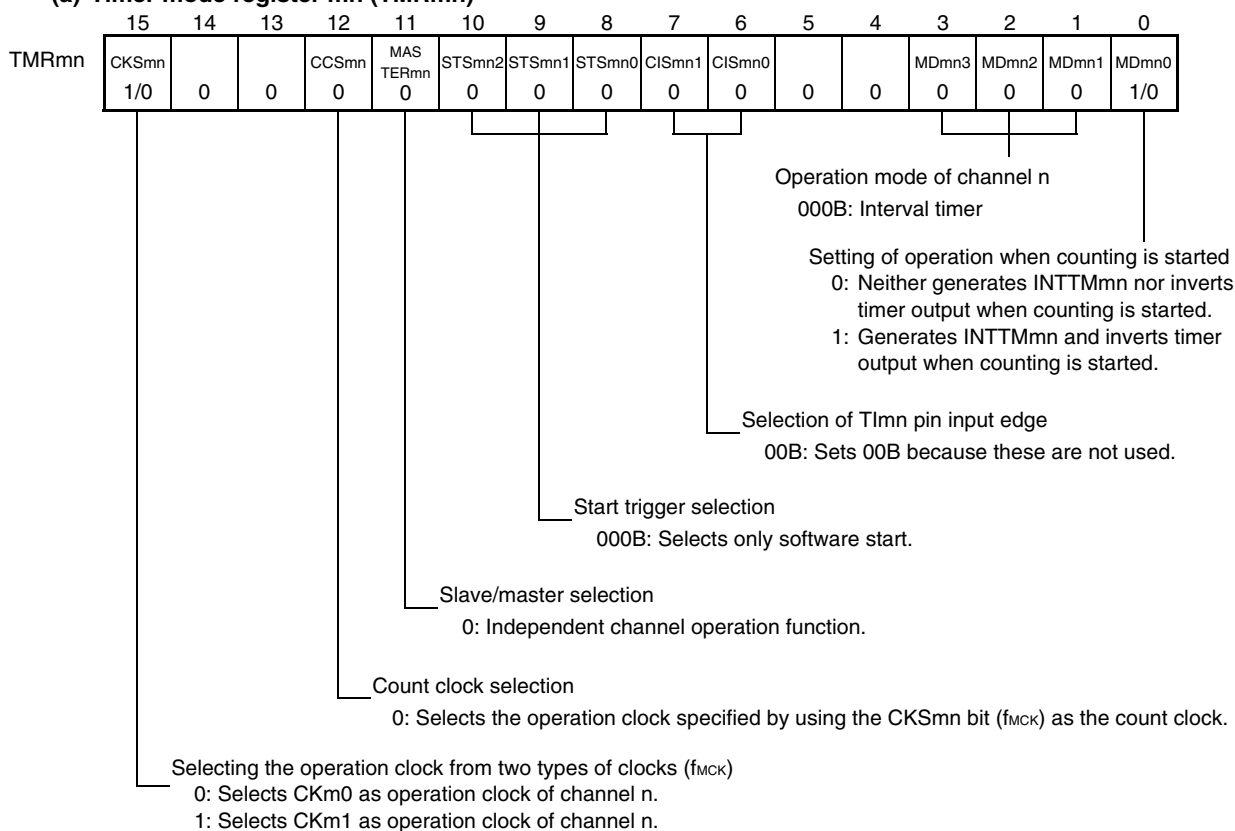 (a) Timer mode register mn (TMRmn)
15 14 13 12 11 10 9 8 7 6 5 4 3 2 1 0
TMRmn
CKSmn CCSmn MAS TERmn STSmn2 STSmn1 STSmn0 CISmn1 CISmn0 MDmn3 MDmn2 MDmn1 MDmn0
1/0 0 0 0 0 0 0 0 0 0 0 0 0 0 0 1/0
Operation mode of channel n
000B: Interval timer
Setting of operation when counting is started
0: Neither generates INTTMmn nor inverts
timer output when counting is started.
1: Generates INTTMmn and inverts timer
output when counting is started.
Selection of TImn pin input edge
00B: Sets 00B because these are not used.
Start trigger selection
000B: Selects only software start.
Slave/master selection
0: Independent channel operation function.
Count clock selection
0: Selects the operation clock specified by using the CKSmn bit (fMCK) as the count clock.
Selecting the operation clock from two types of clocks (fMCK)
0: Selects CKm0 as operation clock of channel n.
1: Selects CKm1 as operation clock of channel n.